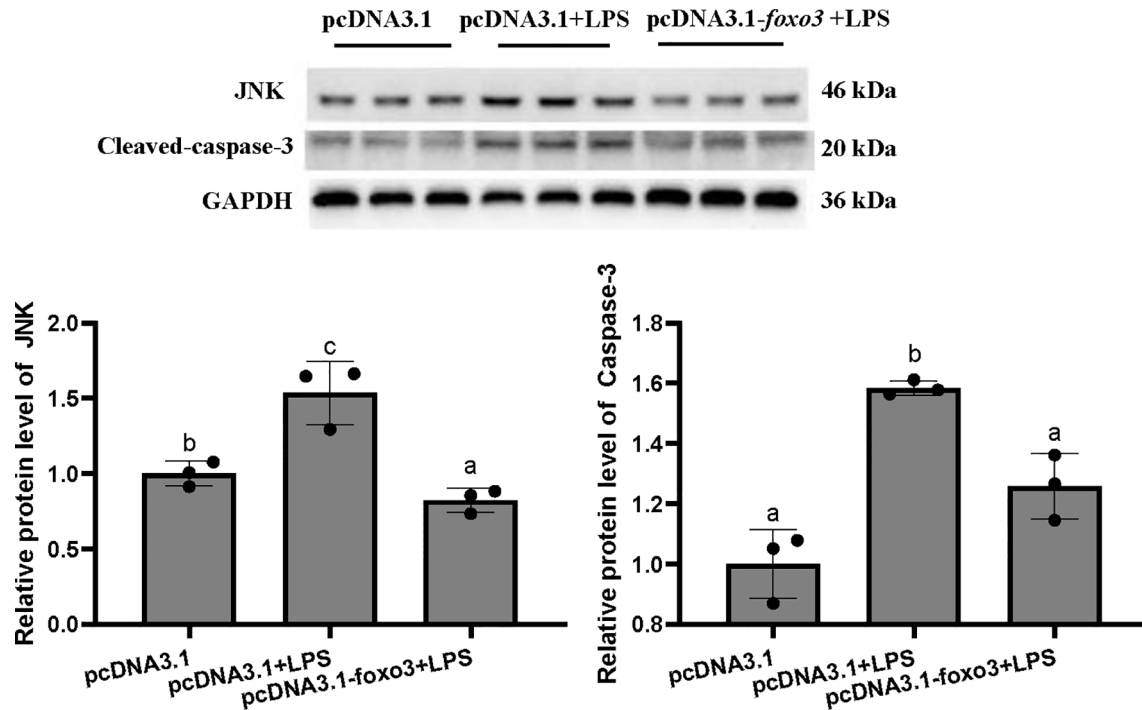 pcDNA3.1 pcDNA3.1+LPS pcDNA3.1-foxo3 +LPS
JNK 46 kDa
Cleaved-caspase-3 20 kDa
GAPDH 36 kDa
Relative protein level of JNK
2.0
1.5
1.0
0.5
0.0
b
c
a
pcDNA3.1
pcDNA3.1+LPS
pcDNA3.1-foxo3+LPS
Relative protein level of Caspase-3
1.8
1.6
1.4
1.2
1.0
0.8
a
b
a
pcDNA3.1
pcDNA3.1+LPS
pcDNA3.1-foxo3+LPS